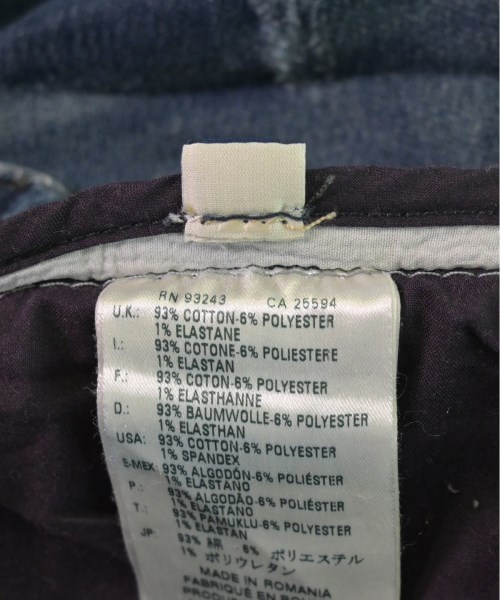 RN 93243 CA 25594
U.K.: 93% COTTON-6% POLYESTER
1% ELASTANE
I.: 93% COTONE-6% POLIESTERE
1% ELASTAN
F.: 93% COTON-6% POLYESTER
1% ELASTHANNE
D.: 93% BAUMWOLLE-6% POLYESTER
1% ELASTHAN
USA: 93% COTTON-6% POLYESTER
1% SPANDEX
E-MEX 93% ALGODÓN-6% POLIÉSTER
1% ELASTANO
P.: 93% ALGODÃO-6% POLIÉSTER
1% ELASTANO
T.: 93% PAMUKLU-6% POLYESTER
1% ELASTAN
JP 93% 綿 6% ポリエステル
1% ポリウレタン
MADE IN ROMANIA
FABRIQUÉ EN